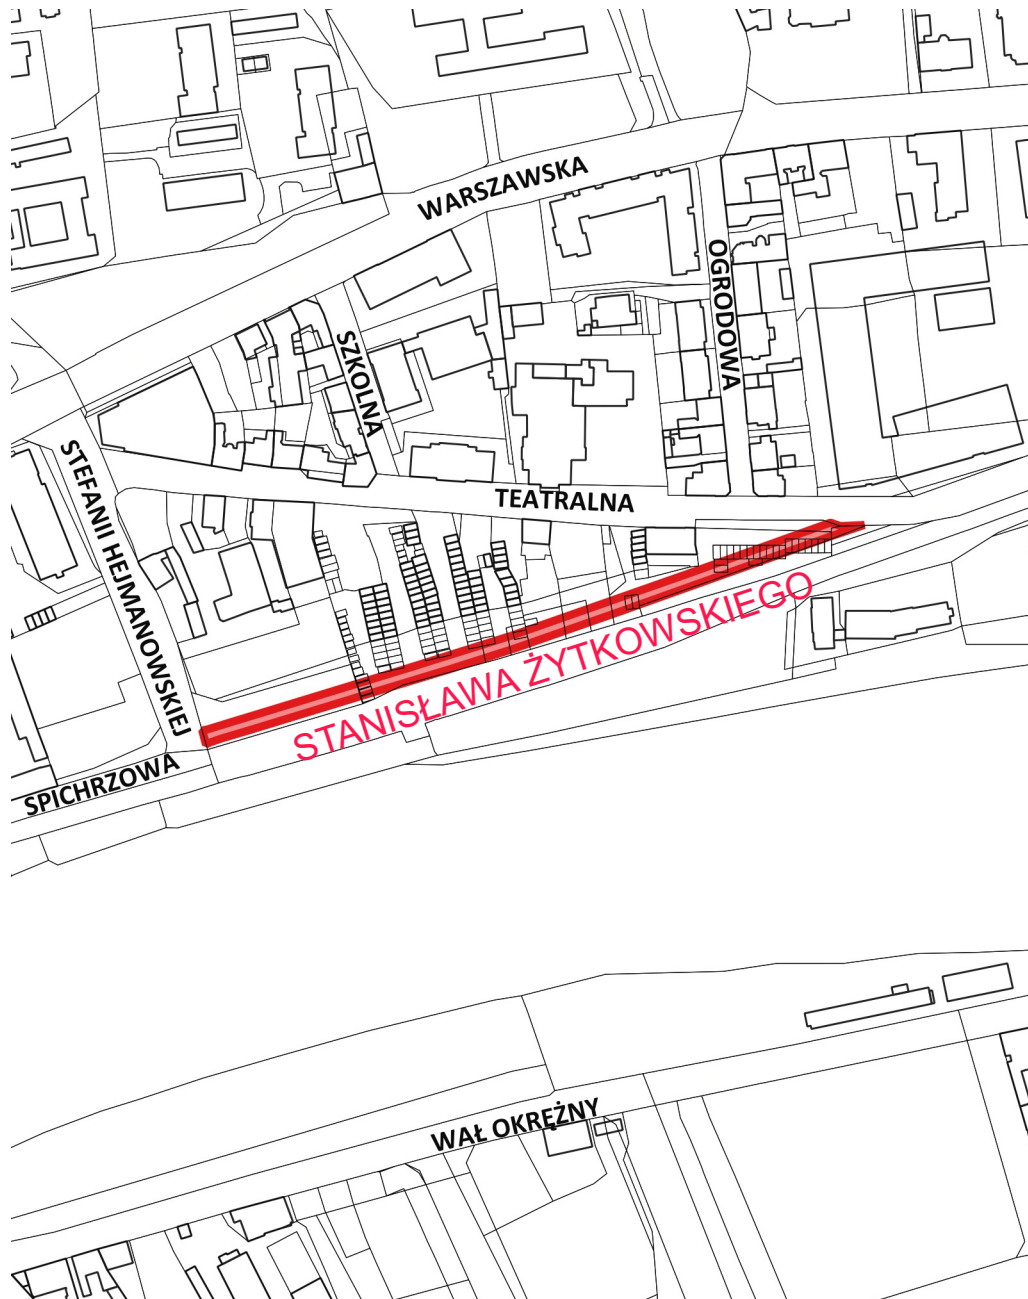 WARSZAWSKA
OGRODOWA
SZKOLNA
STEFANII HEJMANOWSKIEJ
TEATRALNA
STANISŁAWA ŻYTKOWSKIEGO
SPICHRZOWA
WAŁ OKRĘŻNY